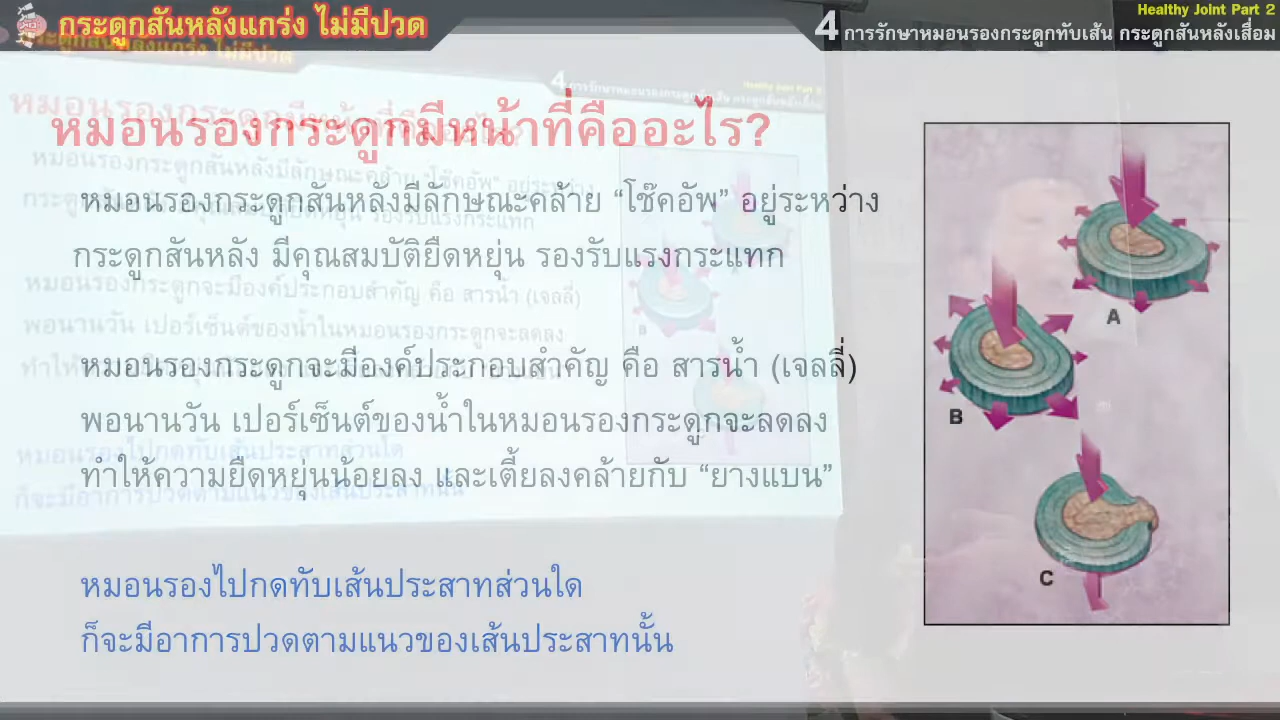 กระดูกสันหลังแกร่ง ไม่มีปวด
Healthy Joint Part 2
4 การรักษาหมอนรองกระดูกทับเส้น กระดูกสันหลังเสื่อม
หมอนรองกระดูกมีหน้าที่คืออะไร?
หมอนรองกระดูกสันหลังมีลักษณะคล้าย “โช๊คอัพ” อยู่ระหว่าง
กระดูกสันหลัง มีคุณสมบัติยืดหยุ่น รองรับแรงกระแทก
หมอนรองกระดูกจะมีองค์ประกอบสำคัญ คือ สารน้ำ (เจลลี่)
พอนานวัน เปอร์เซ็นต์ของน้ำในหมอนรองกระดูกจะลดลง
ทำให้ความยืดหยุ่นน้อยลง และเตี้ยลงคล้ายกับ “ยางแบน”
หมอนรองไปกดทับเส้นประสาทส่วนใด
ก็จะมีอาการปวดตามแนวของเส้นประสาทนั้น
A
B
C